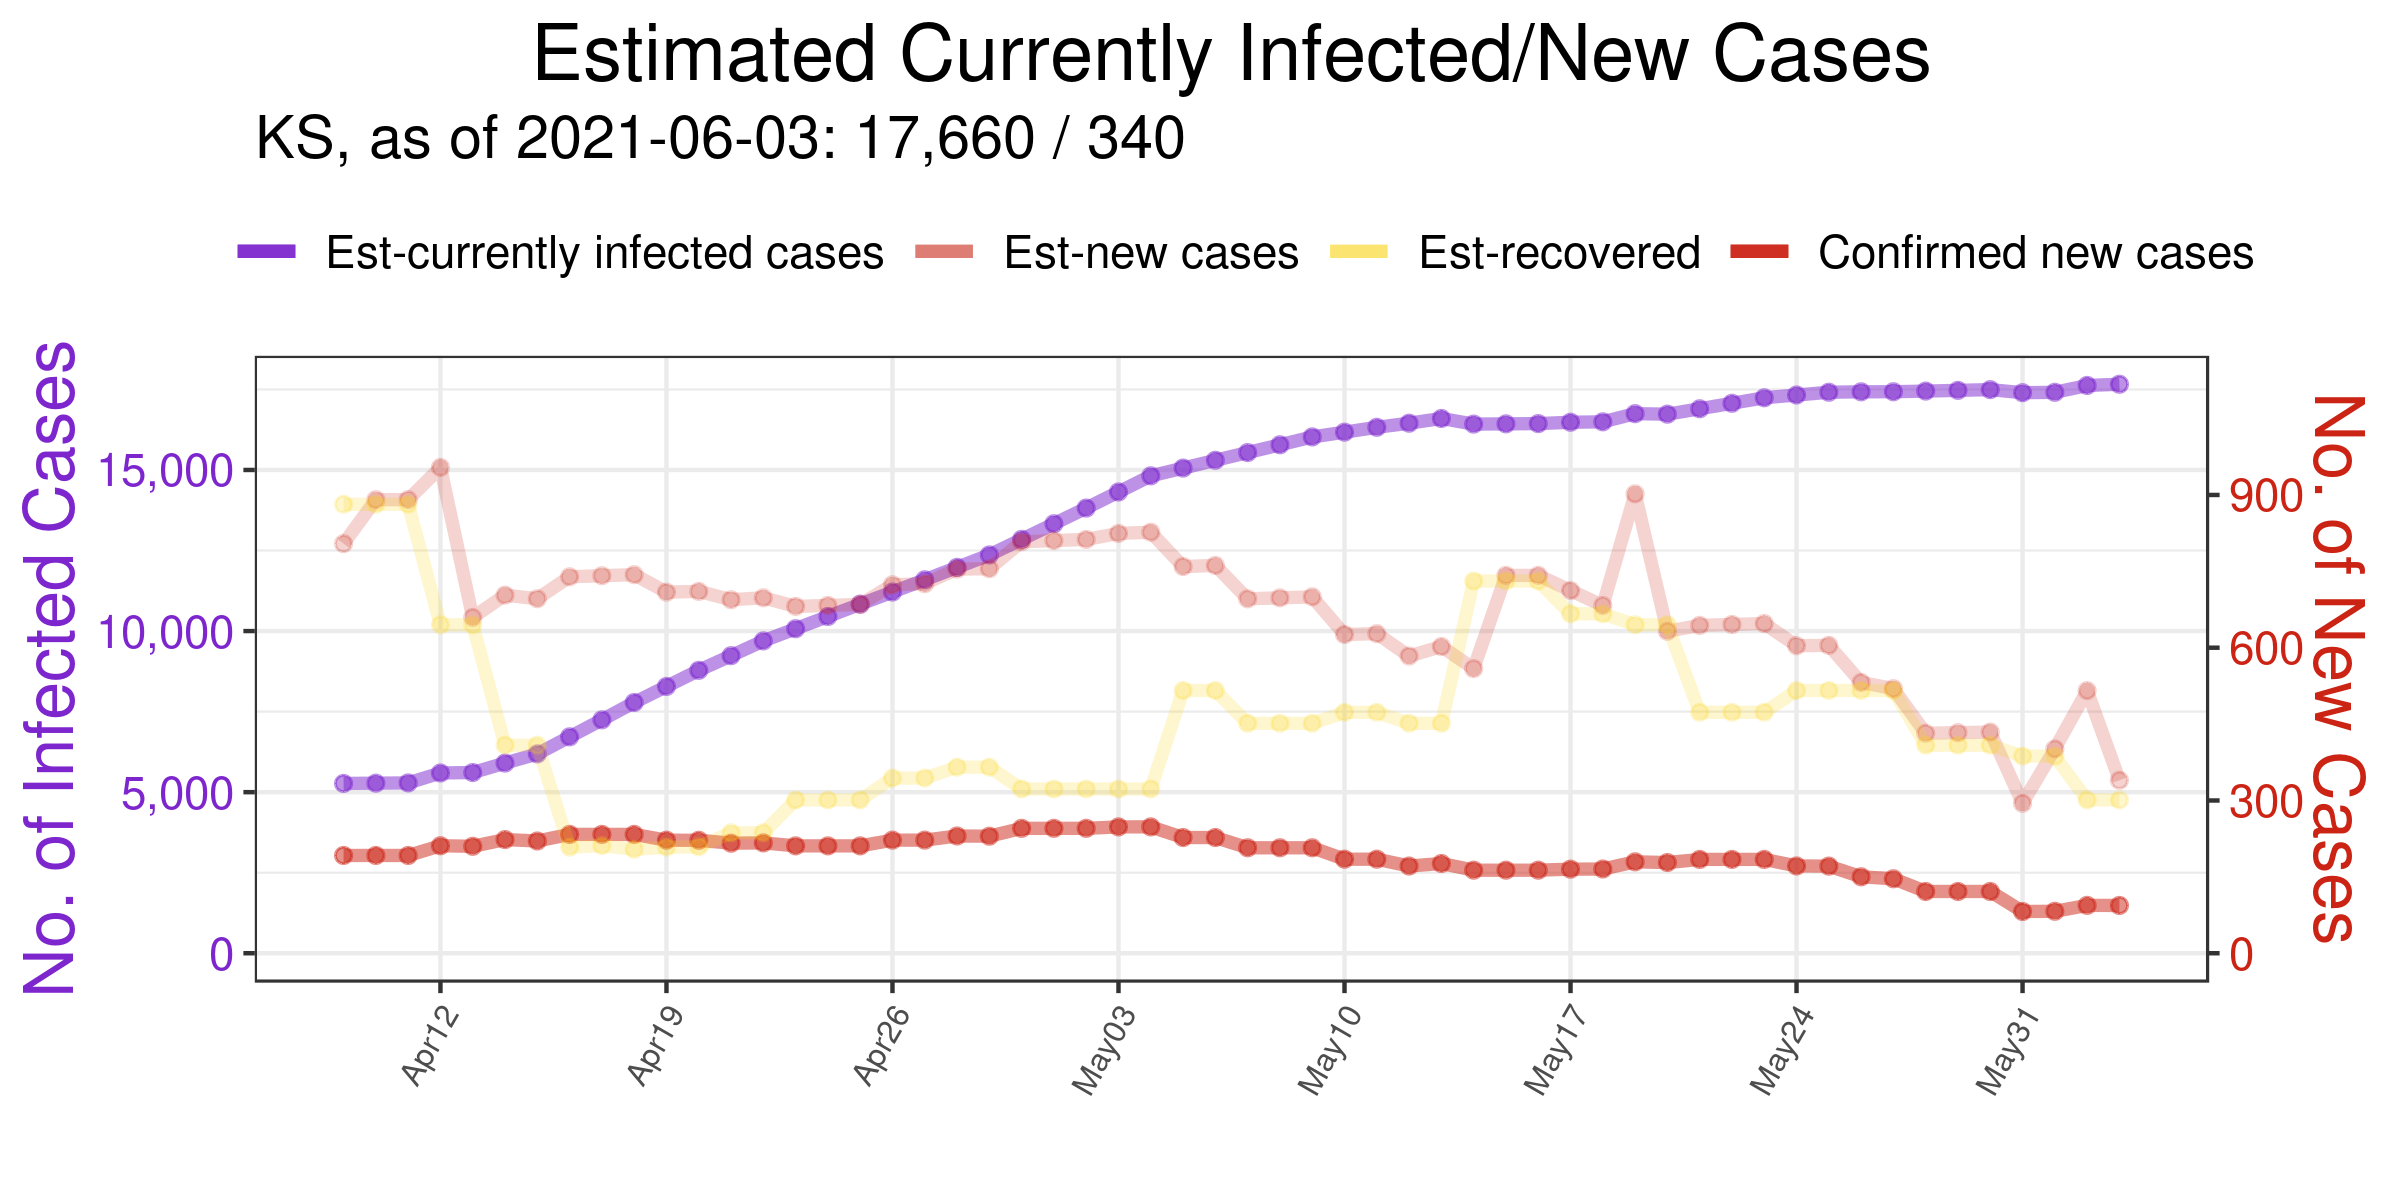 Estimated Currently Infected/New Cases
KS, as of 2021-06-03: 17,660 / 340
Est-currently infected cases Est-new cases Est-recovered Confirmed new cases
No. of Infected Cases
15,000
10,000
5,000
0
900
600
300
0
No. of New Cases
Apr12 Apr19 Apr26 May03 May10 May17 May24 May31